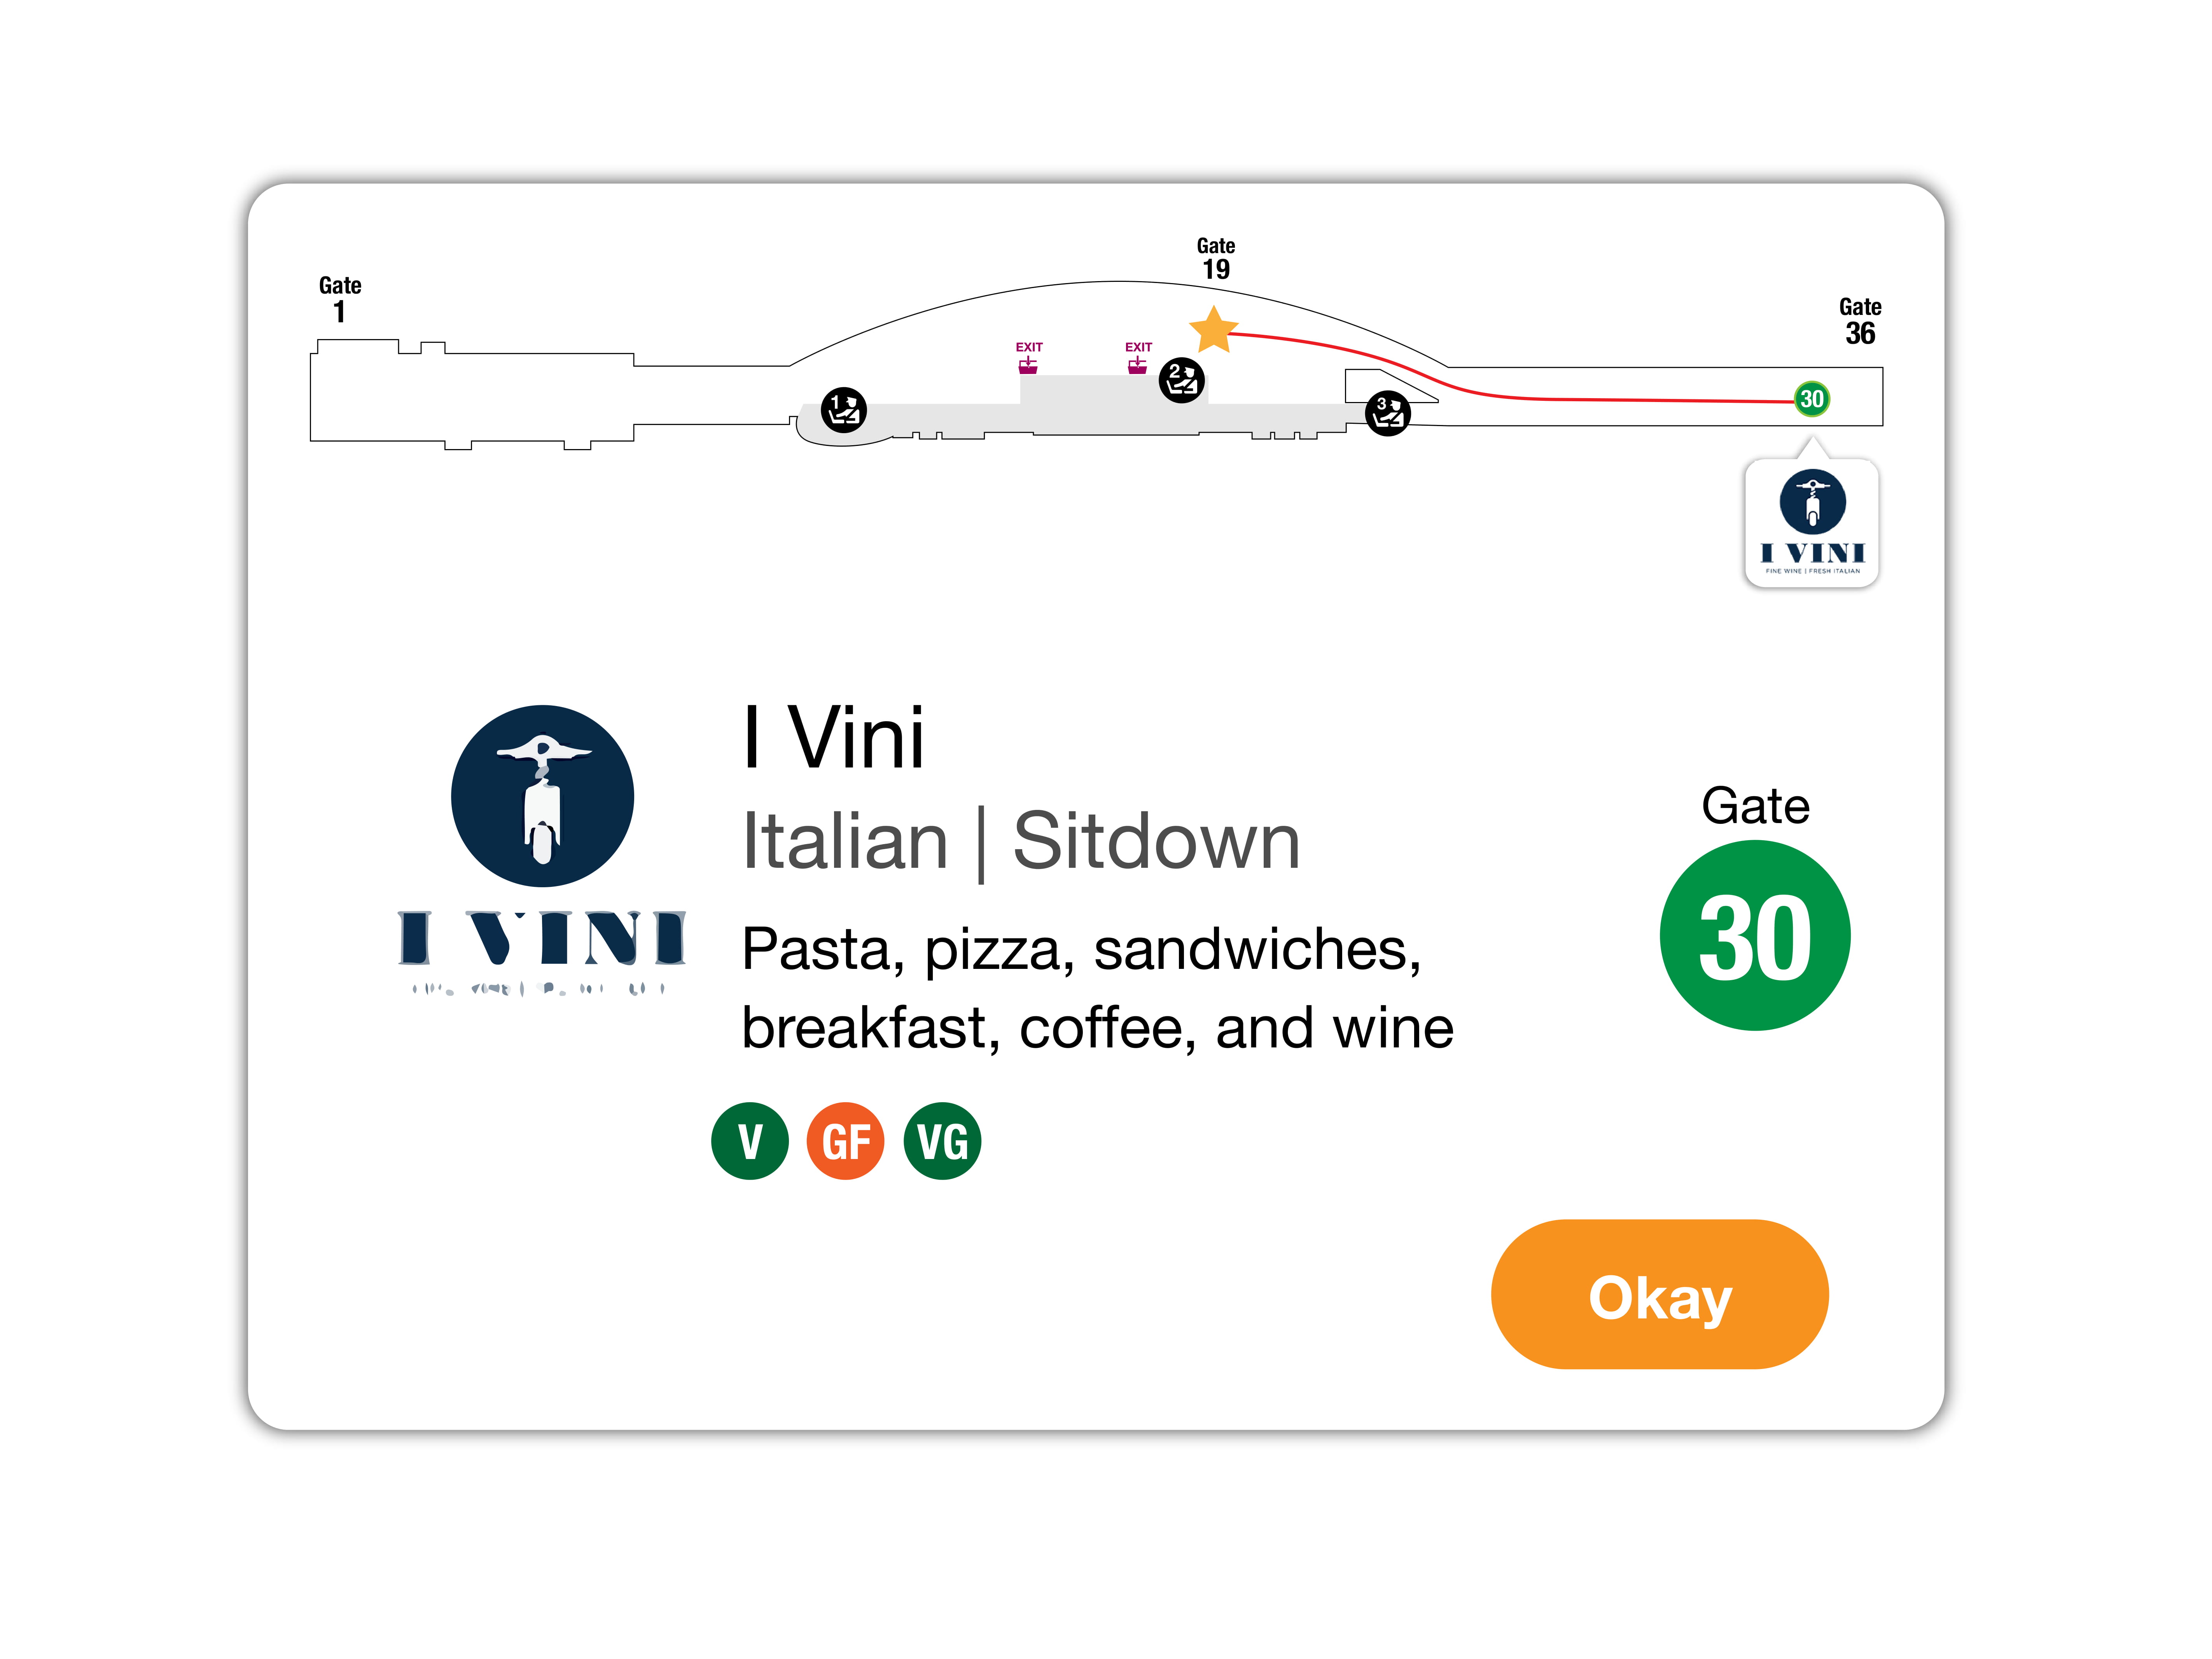 Gate
19
Gate
1
Gate
36
EXIT
EXIT
1
2
3
30
I VINI
FINE WINE | FRESH ITALIAN
I Vini
Italian | Sitdown
Pasta, pizza, sandwiches,
breakfast, coffee, and wine
I VINI
Gate
30
V GF VG
Okay